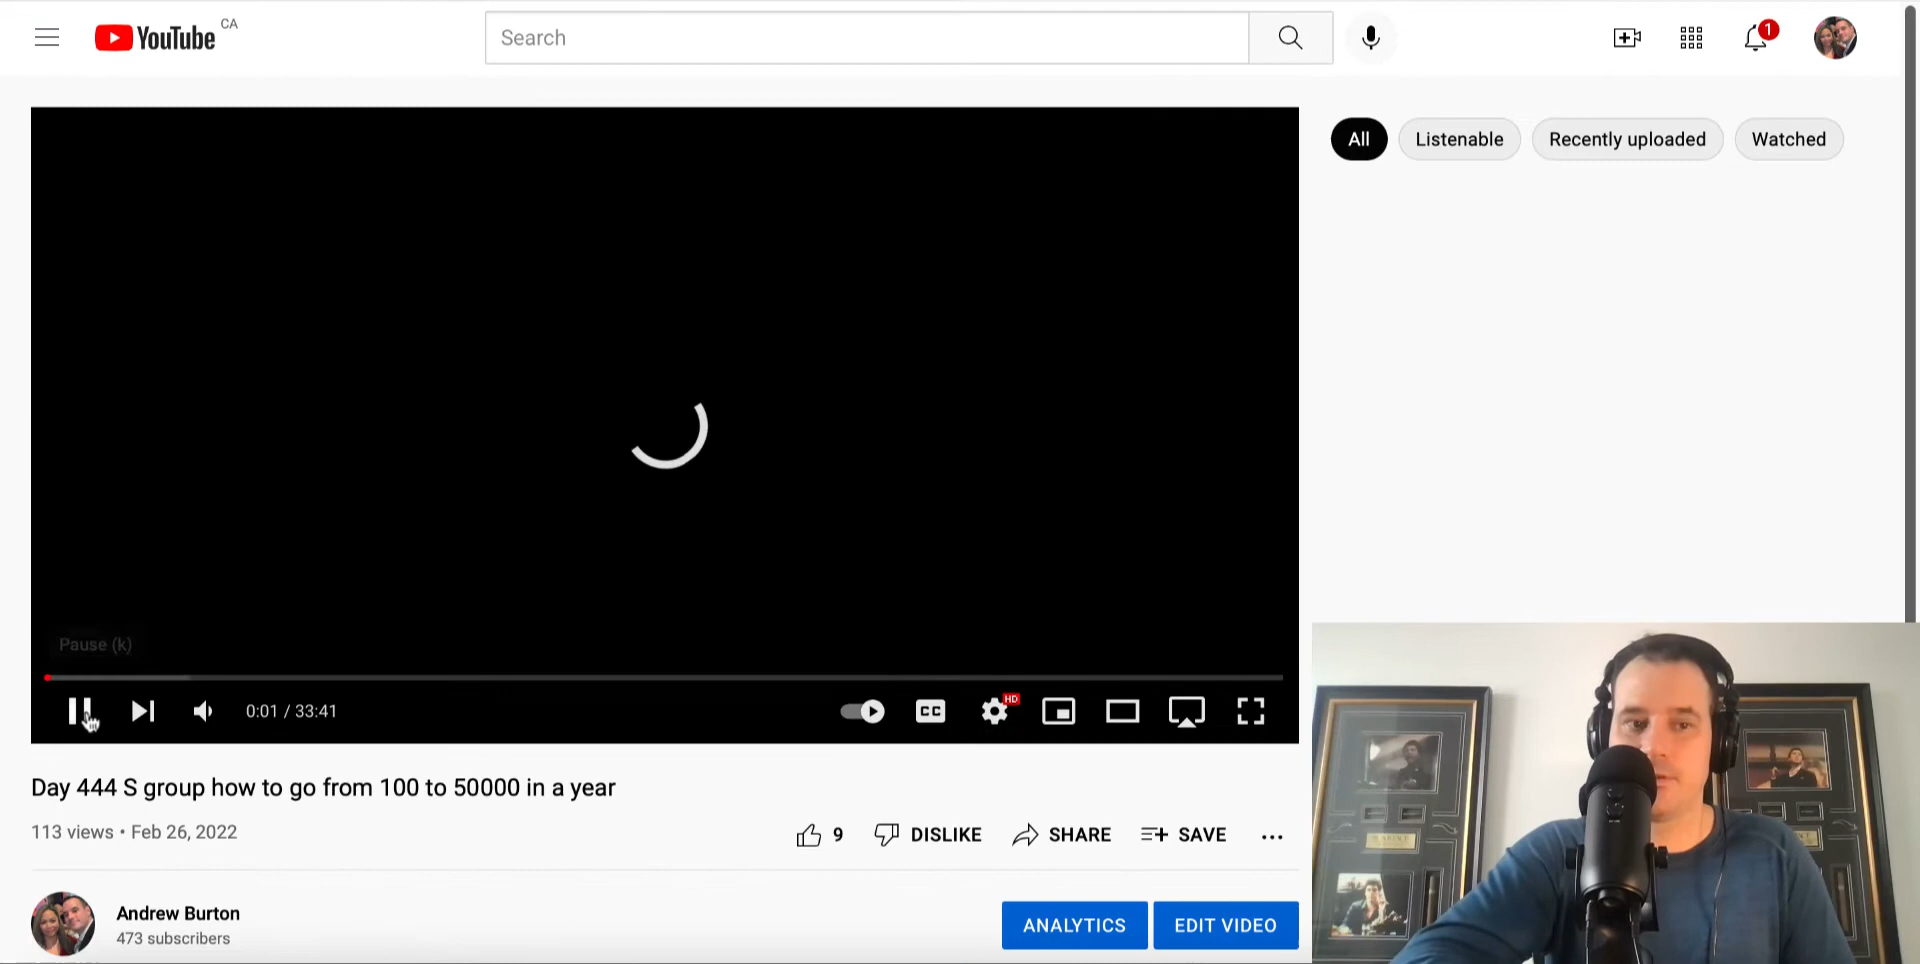 YouTube CA
Search
1
All
Listenable
Recently uploaded
Watched
Pause (k)
0:01 / 33:41
CC
HD
Day 444 S group how to go from 100 to 50000 in a year
113 views • Feb 26, 2022
9
DISLIKE
SHARE
SAVE
Andrew Burton
473 subscribers
ANALYTICS
EDIT VIDEO